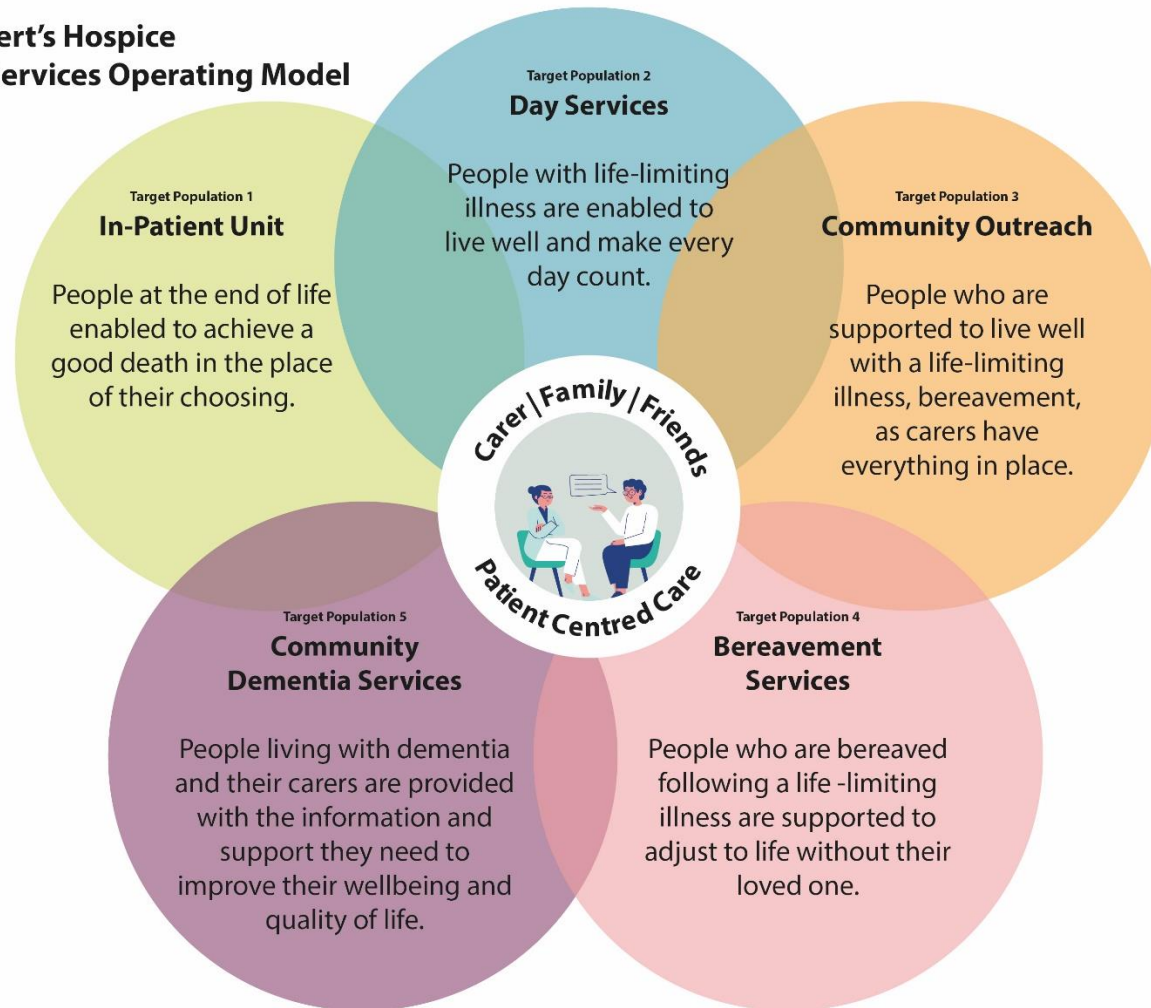 ert's Hospice
ervices Operating Model
Target Population 2
Day Services
People with life-limiting
illness are enabled to
live well and make every
day count.
Target Population 1
In-Patient Unit
People at the end of life
enabled to achieve a
good death in the place
of their choosing.
Target Population 3
Community Outreach
People who are
supported to live well
with a life-limiting
illness, bereavement,
as carers have
everything in place.
Carer | Family | Friends
Patient Centred Care
Target Population 5
Community
Dementia Services
People living with dementia
and their carers are provided
with the information and
support they need to
improve their wellbeing and
quality of life.
Target Population 4
Bereavement
Services
People who are bereaved
following a life -limiting
illness are supported to
adjust to life without their
loved one.